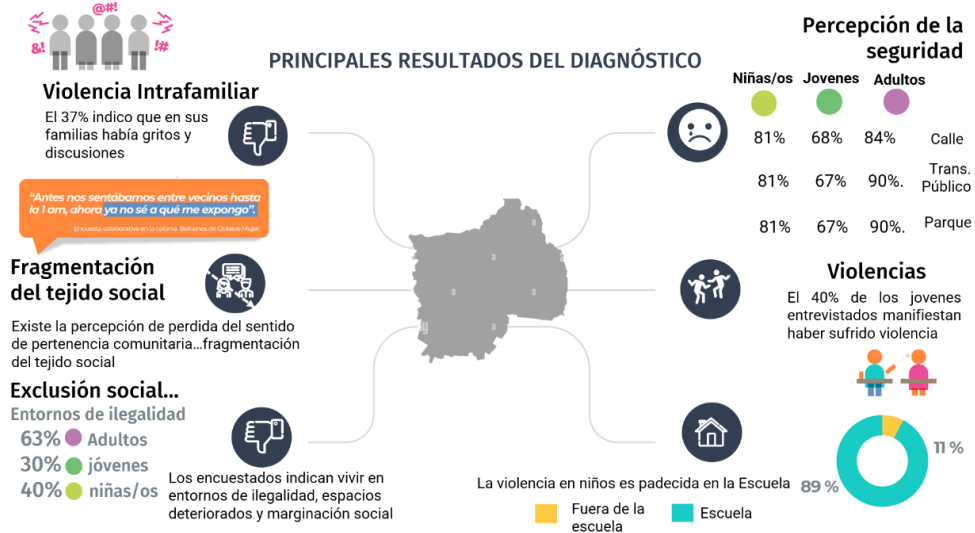 @#!
&!
!#
PRINCIPALES RESULTADOS DEL DIAGNÓSTICO
Violencia Intrafamiliar
El 37% indico que en sus
familias había gritos y
discusiones
“Antes nos sentábamos entre vecinos hasta
la 1 am, ahora ya no sé a qué me expongo”.
Encuesta colaborativa en la colonia Balcones de Oblatos Mujer.
Fragmentación
del tejido social
Existe la percepción de perdida del sentido
de pertenencia comunitaria...fragmentación
del tejido social
Exclusión social...
Entornos de ilegalidad
63% Adultos
30% jóvenes
40% niñas/os
Los encuestados indican vivir en
entornos de ilegalidad, espacios
deteriorados y marginación social
3
3
3
3
3
Percepción de la
seguridad
Niñas/os Jovenes Adultos
81% 68% 84% Calle
81% 67% 90%. Trans.
Público
81% 67% 90%. Parque
Violencias
El 40% de los jovenes
entrevistados manifiestan
haber sufrido violencia
La violencia en niños es padecida en la Escuela
Fuera de la
escuela
Escuela
89 %
11 %